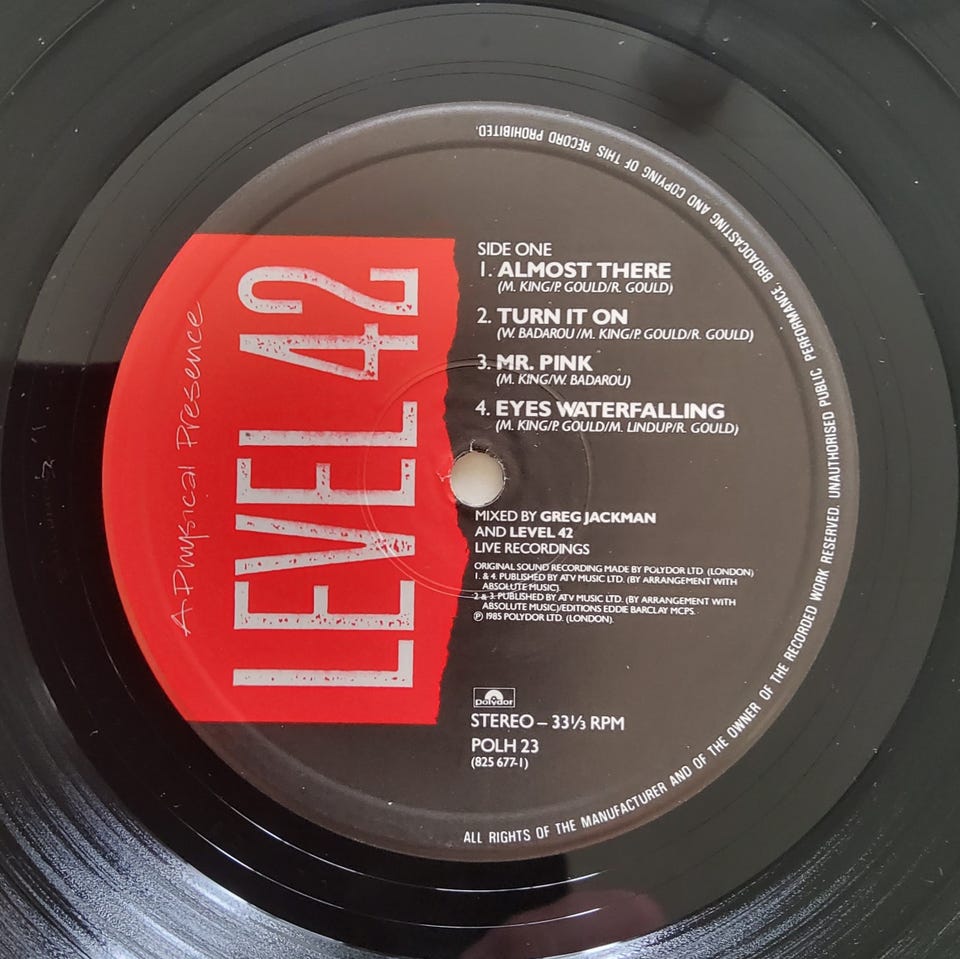 A Physical Presence
LEVEL 42
SIDE ONE
1. ALMOST THERE
(M. KING/P. GOULD/R. GOULD)
2. TURN IT ON
(W. BADAROU/M. KING/P. GOULD/R. GOULD)
3. MR. PINK
(M. KING/W. BADAROU)
4. EYES WATERFALLING
(M. KING/P. GOULD/M. LINDUP/R. GOULD)
MIXED BY GREG JACKMAN
AND LEVEL 42
LIVE RECORDINGS
ORIGINAL SOUND RECORDING MADE BY POLYDOR LTD. (LONDON)
1. & 4. PUBLISHED BY ATV MUSIC LTD. (BY ARRANGEMENT WITH
ABSOLUTE MUSIC).
2 & 3. PUBLISHED BY ATV MUSIC LTD. (BY ARRANGEMENT WITH
ABSOLUTE MUSIC)/EDITIONS EDDIE BARCLAY MCPS.
℗ 1985 POLYDOR LTD. (LONDON).
polydor
STEREO – 33⅓ RPM
POLH 23
(825 677-1)
ALL RIGHTS OF THE MANUFACTURER AND OF THE OWNER OF THE RECORDED WORK RESERVED. UNAUTHORISED PUBLIC PERFORMANCE, BROADCASTING AND COPYING OF THIS RECORD PROHIBITED.